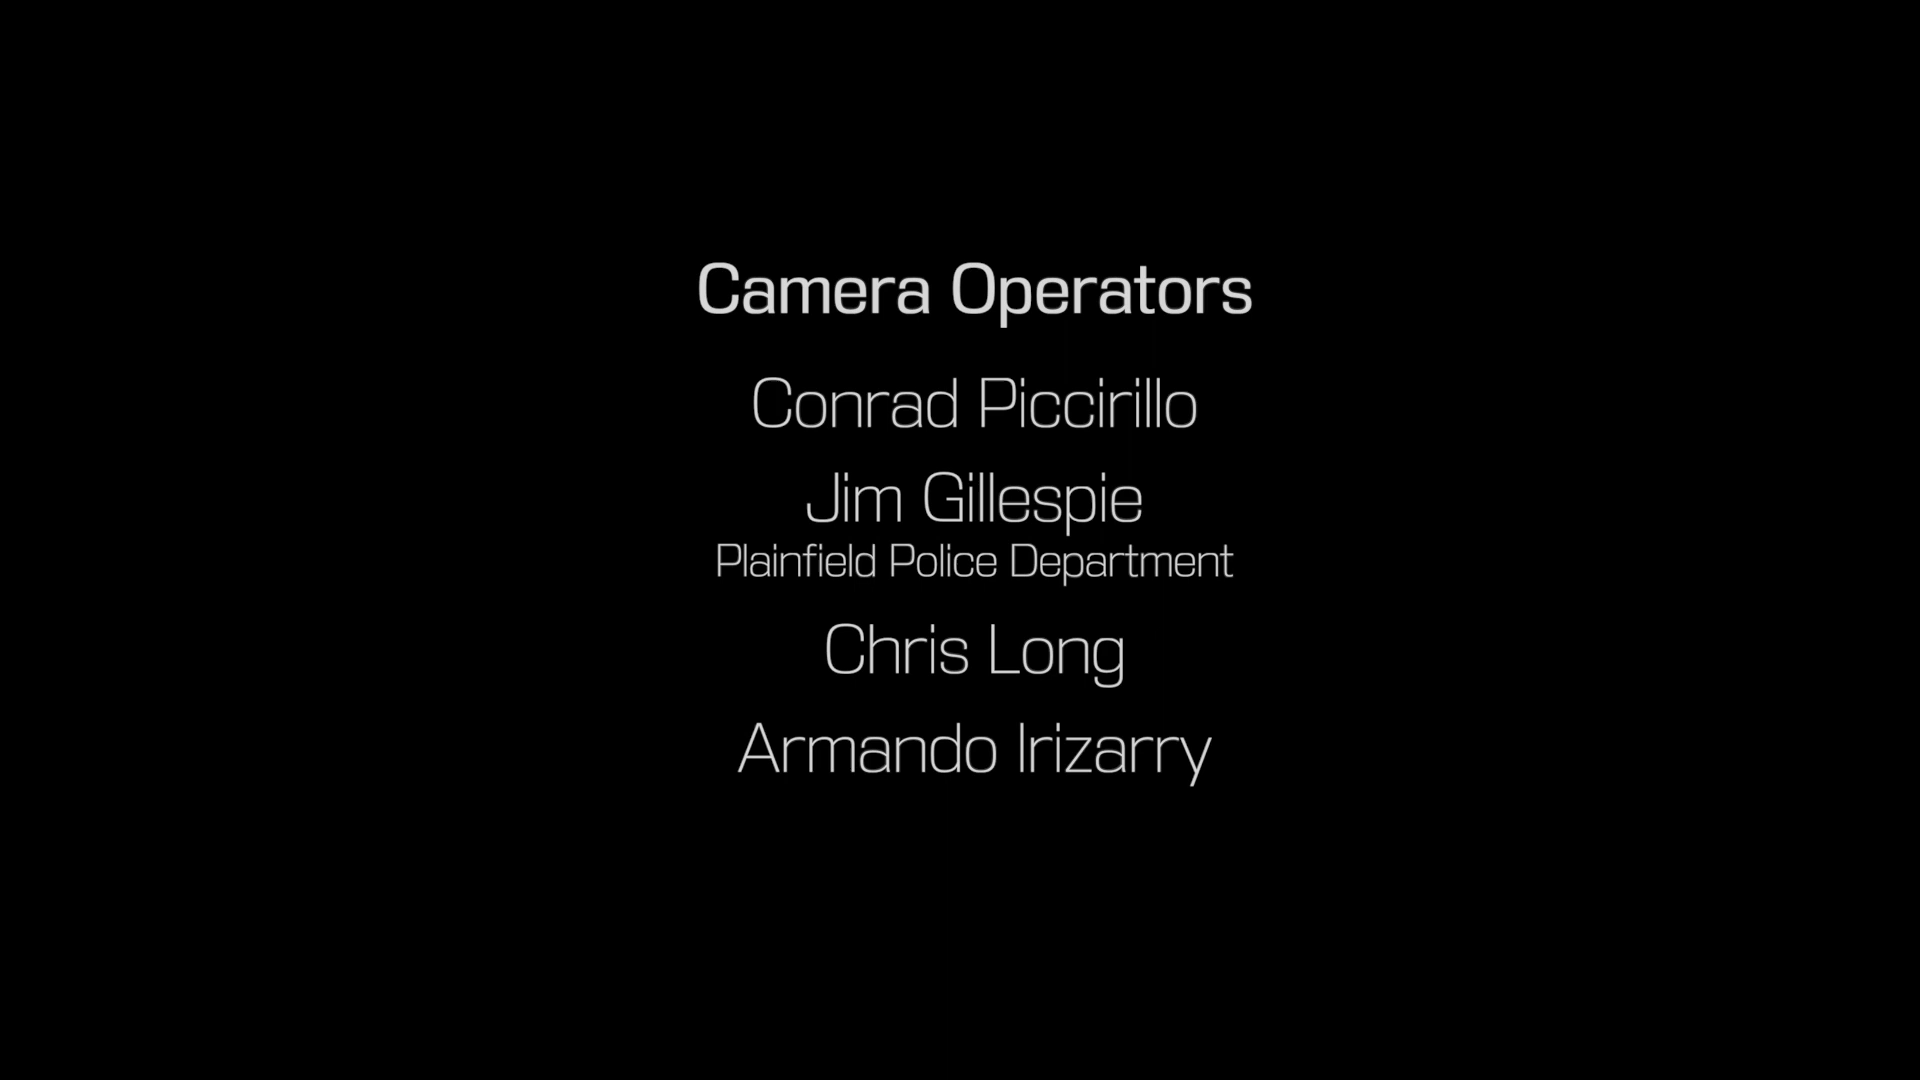 Camera Operators
Conrad Piccirillo
Jim Gillespie
Plainfield Police Department
Chris Long
Armando Irizarry